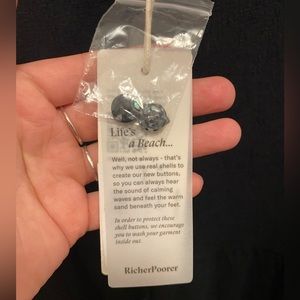 Life's
a Beach...
Well, not always - that's
why we use real shells to
create our new buttons,
so you can always hear
the sound of calming
waves and feel the warm
sand beneath your feet.
In order to protect these
shell buttons, we encourage
you to wash your garment
inside out.
RicherPoorer